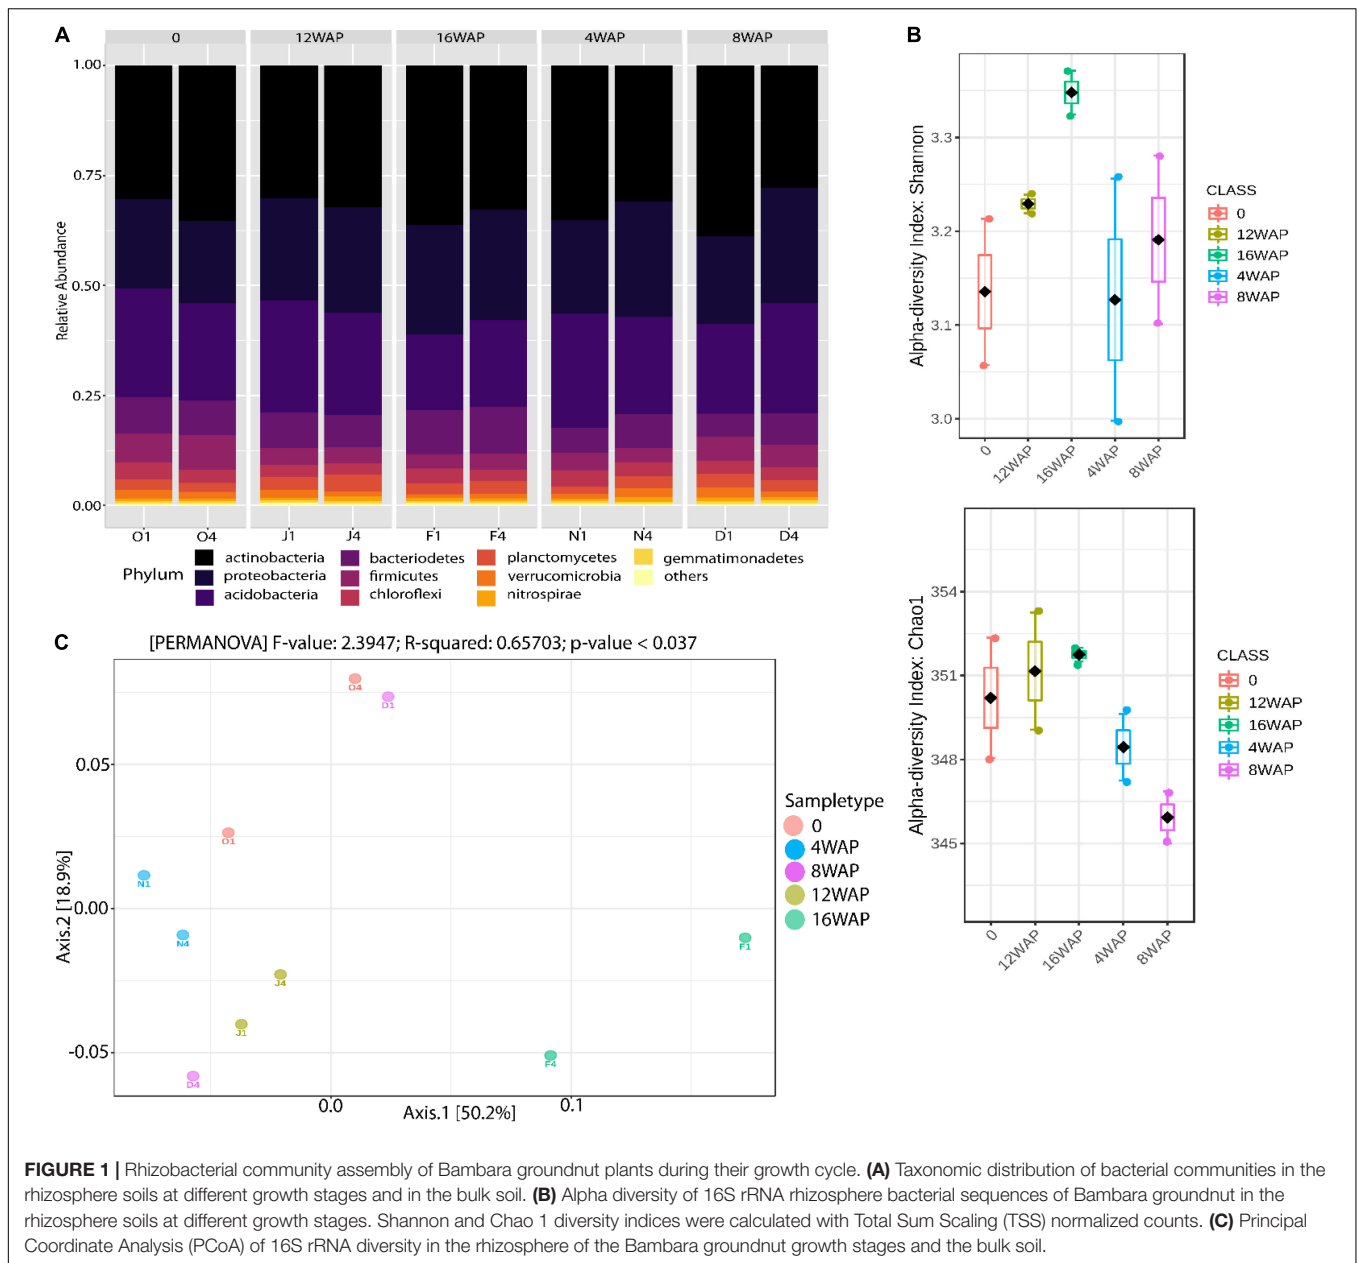 A
0 12WAP 16WAP 4WAP 8WAP
Relative Abundance
1.00
0.75
0.50
0.25
0.00
O1 O4 J1 J4 F1 F4 N1 N4 D1 D4
Phylum
actinobacteria bacteriodetes planctomycetes gemmatimonadetes
proteobacteria firmicutes verrucomicrobia others
acidobacteria chloroflexi nitrospirae
B
Alpha-diversity Index: Shannon
3.3
3.2
3.1
3.0
0 12WAP 16WAP 4WAP 8WAP
CLASS
0
12WAP
16WAP
4WAP
8WAP
Alpha-diversity Index: Chao1
354
351
348
345
0 12WAP 16WAP 4WAP 8WAP
CLASS
0
12WAP
16WAP
4WAP
8WAP
C
[PERMANOVA] F-value: 2.3947; R-squared: 0.65703; p-value < 0.037
Axis.2 [18.9%]
0.05
0.00
-0.05
O4
D1
O1
N1
N4
F1
J4
J1
F4
D4
0.0 0.1
Axis.1 [50.2%]
Sampletype
0
4WAP
8WAP
12WAP
16WAP
FIGURE 1 | Rhizobacterial community assembly of Bambara groundnut plants during their growth cycle. (A) Taxonomic distribution of bacterial communities in the
rhizosphere soils at different growth stages and in the bulk soil. (B) Alpha diversity of 16S rRNA rhizosphere bacterial sequences of Bambara groundnut in the
rhizosphere soils at different growth stages. Shannon and Chao 1 diversity indices were calculated with Total Sum Scaling (TSS) normalized counts. (C) Principal
Coordinate Analysis (PCoA) of 16S rRNA diversity in the rhizosphere of the Bambara groundnut growth stages and the bulk soil.